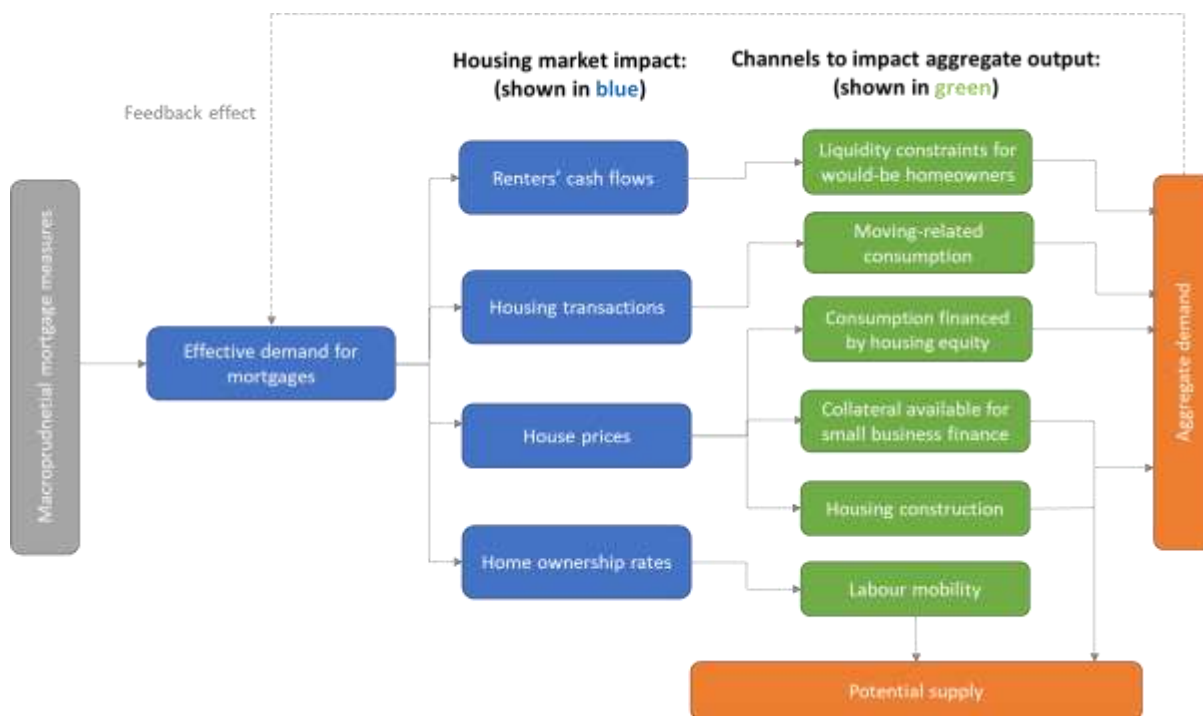 Housing market impact:
(shown in blue)
Channels to impact aggregate output:
(shown in green)
Feedback effect
Macroprudnetial mortgage measures
Effective demand for
mortgages
Renters' cash flows
Housing transactions
House prices
Home ownership rates
Liquidity constraints for
would-be homeowners
Moving-related
consumption
Consumption financed
by housing equity
Collateral available for
small business finance
Housing construction
Labour mobility
Aggregate demand
Potential supply